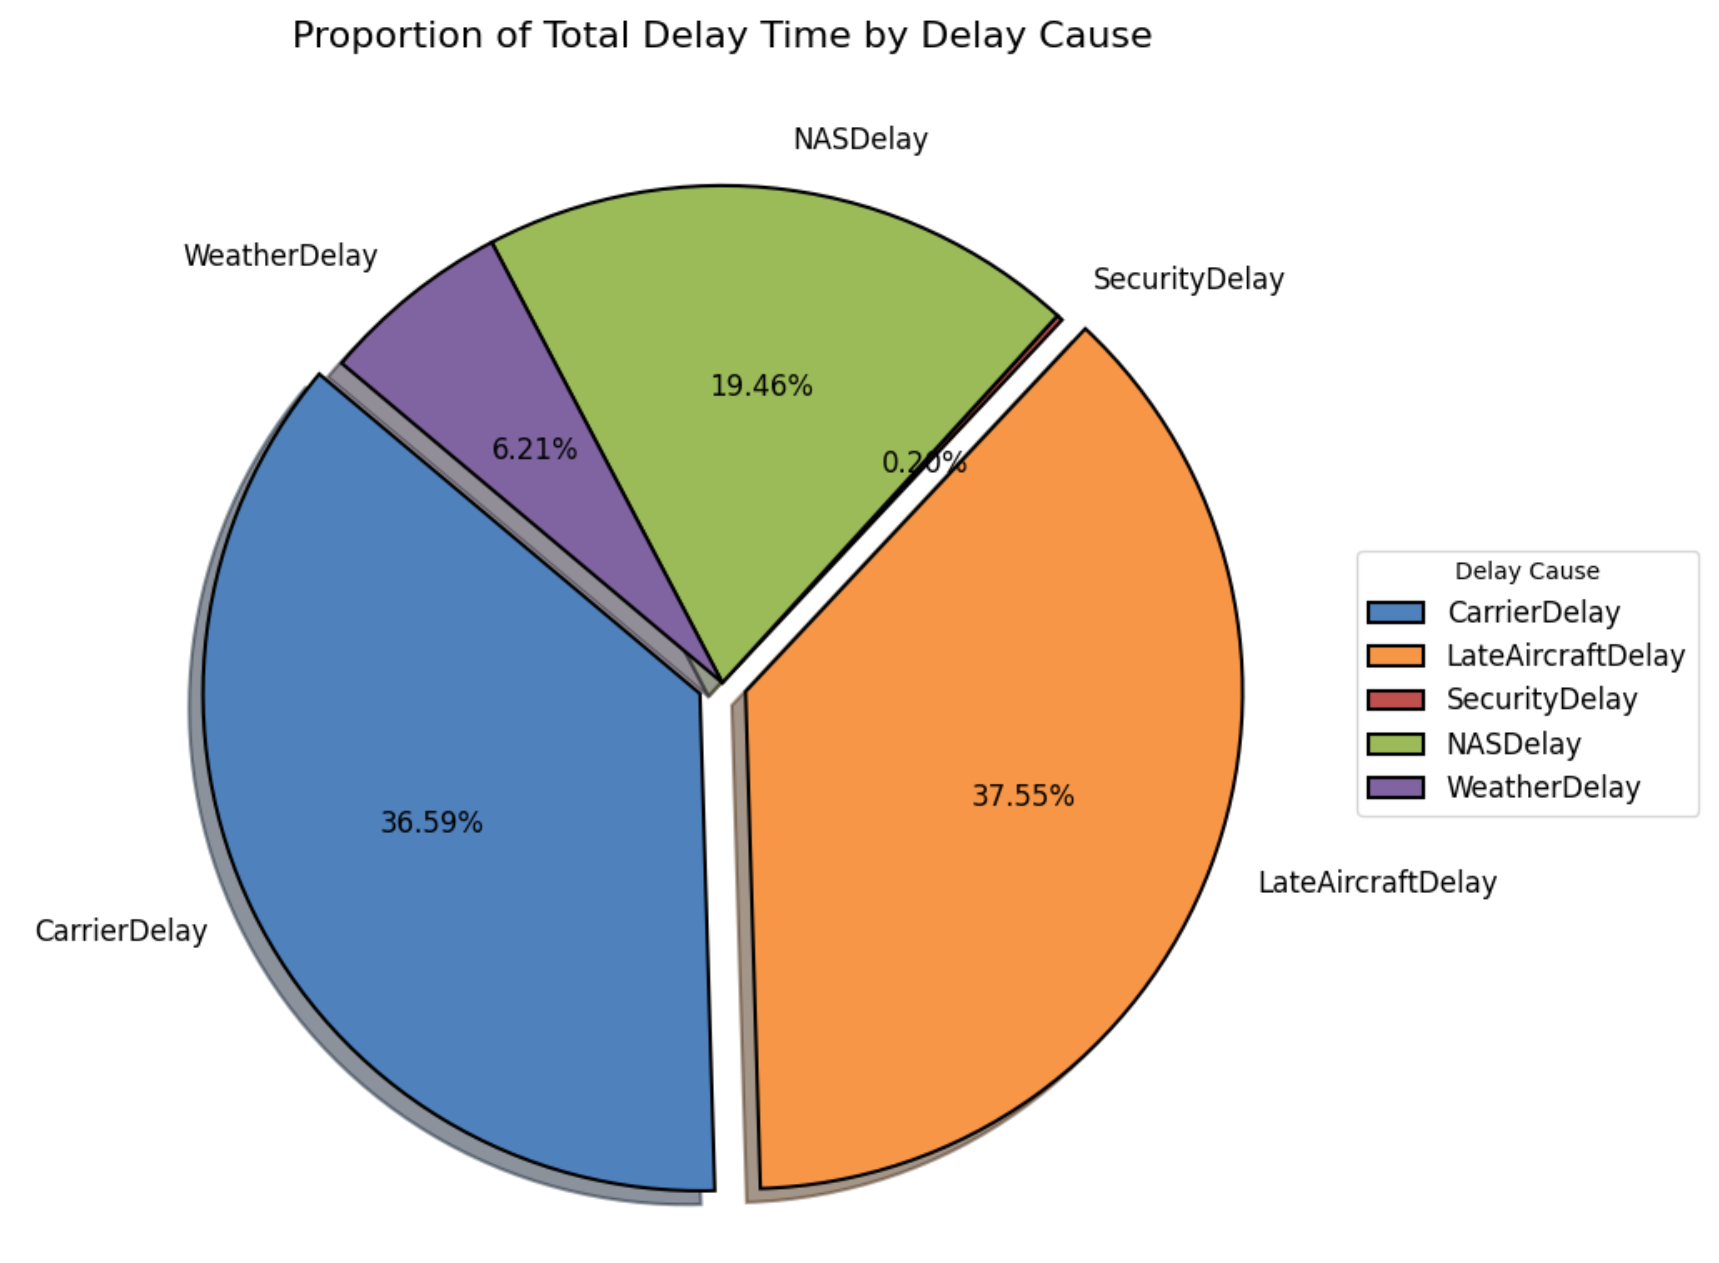 Proportion of Total Delay Time by Delay Cause
NASDelay
WeatherDelay
SecurityDelay
19.46%
6.21%
0.20%
Delay Cause
CarrierDelay
LateAircraftDelay
SecurityDelay
NASDelay
WeatherDelay
37.55%
36.59%
LateAircraftDelay
CarrierDelay